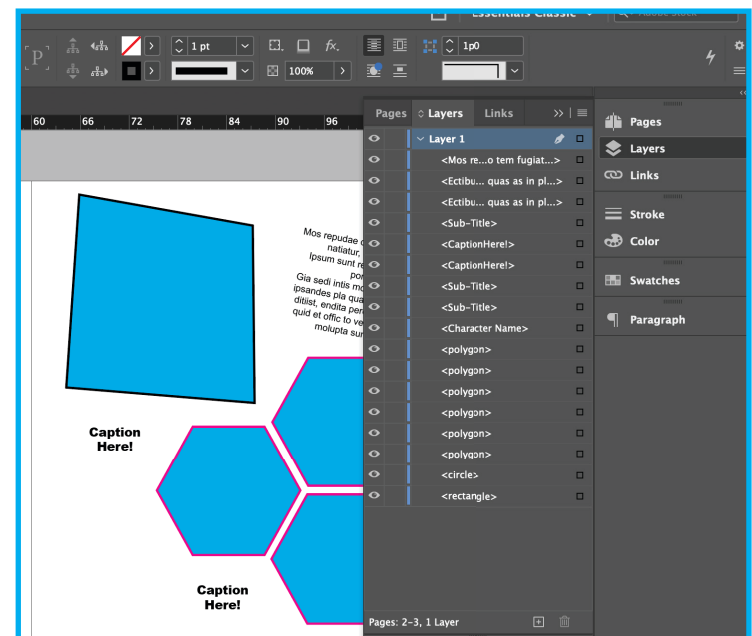 Essentials Classic
Adobe Stock
P
1 pt
fx.
1p0
100%
60 66 72 78 84 90 96
Pages
Layers
Links
Layer 1
<Mos re...o tem fugiat...>
<Ectibu... quas as in pl...>
<Ectibu... quas as in pl...>
<Sub-Title>
<CaptionHere!>
<CaptionHere!>
<Sub-Title>
<Sub-Title>
<Character Name>
<polygon>
<polygon>
<polygon>
<polygon>
<polygon>
<polygon>
<circle>
<rectangle>
Pages: 2-3, 1 Layer
Pages
Layers
Links
Stroke
Color
Swatches
Paragraph
Mos repudae
natiatur,
Ipsum sunt
Gia sedi intis
ipsandes pla
ditiist, endita
quid et offic to
molupta
Caption
Here!
Caption
Here!